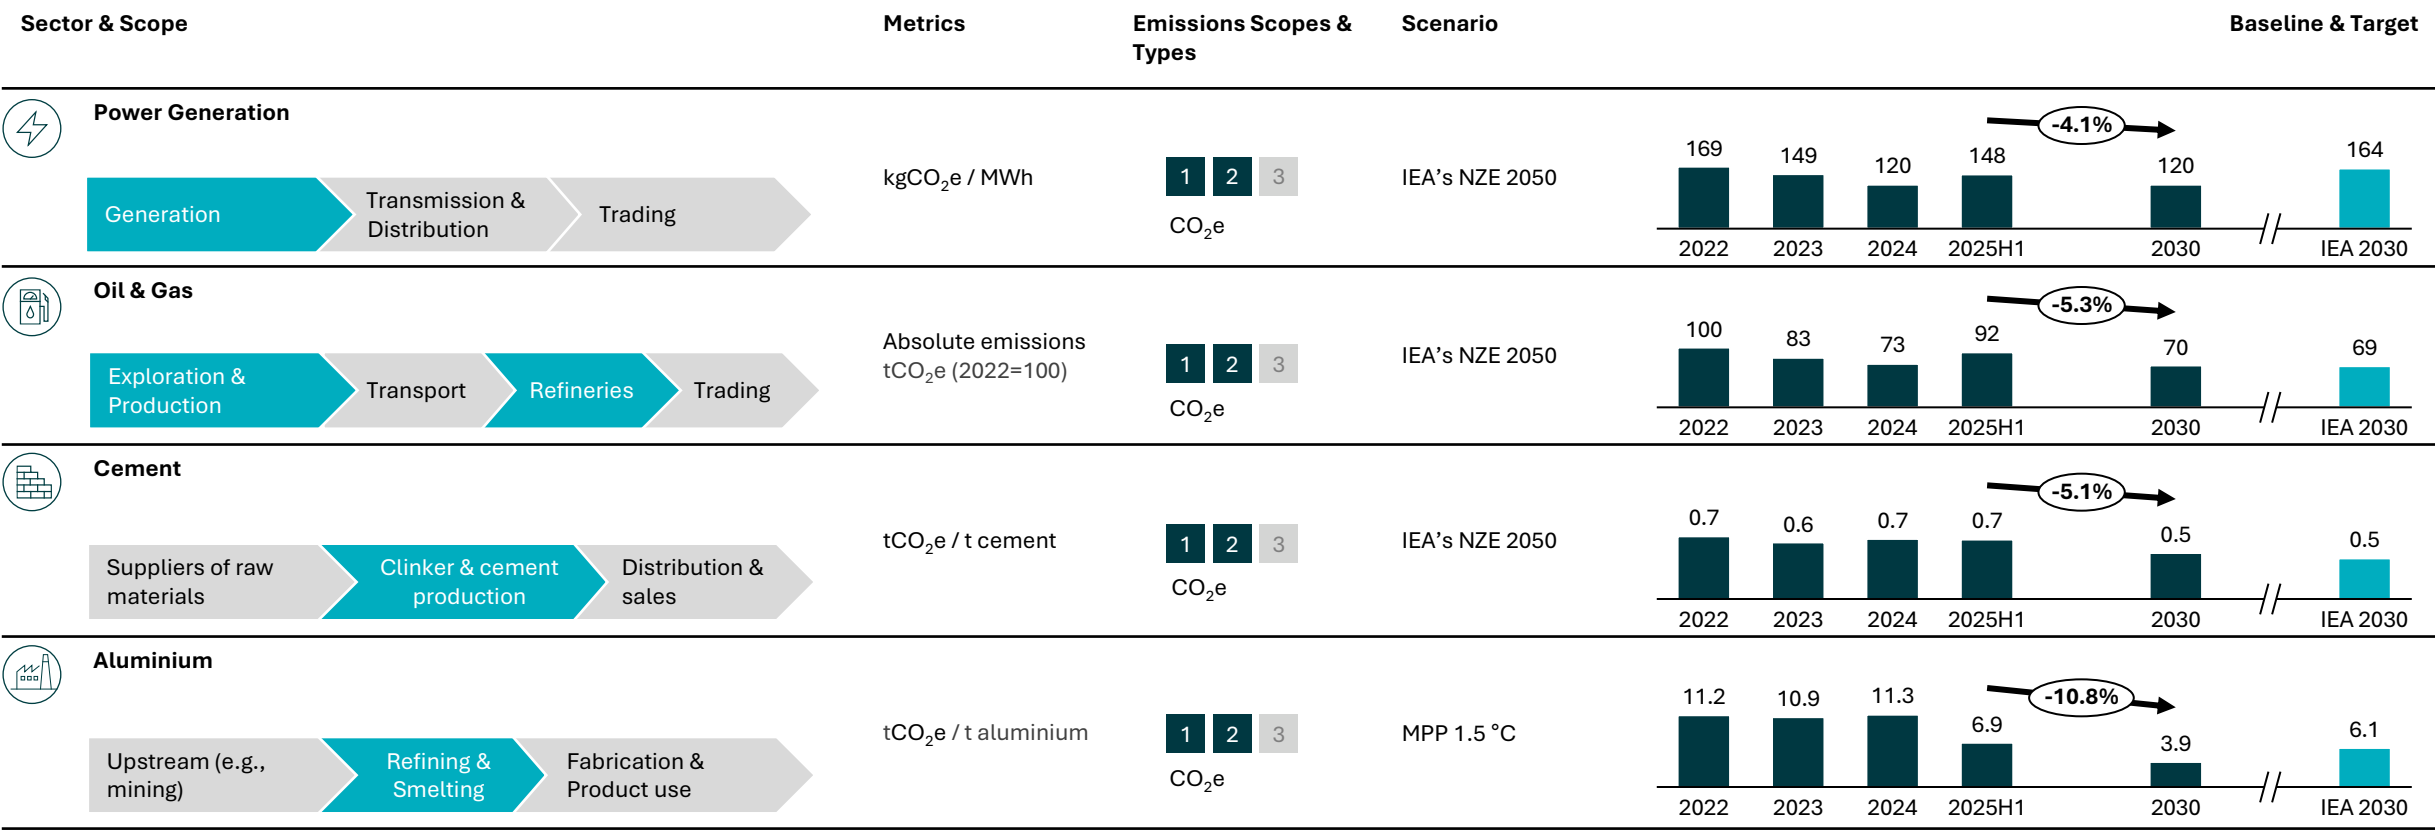 Sector & Scope
Metrics
Emissions Scopes &
Types
Scenario
Baseline & Target
Power Generation
Generation
Transmission &
Distribution
Trading
kgCO₂e / MWh
1 2 3
CO₂e
IEA’s NZE 2050
-4.1%
169 149 120 148 120 164
2022 2023 2024 2025H1 2030 IEA 2030
Oil & Gas
Exploration &
Production
Transport
Refineries
Trading
Absolute emissions
tCO₂e (2022=100)
1 2 3
CO₂e
IEA’s NZE 2050
-5.3%
100 83 73 92 70 69
2022 2023 2024 2025H1 2030 IEA 2030
Cement
Suppliers of raw
materials
Clinker & cement
production
Distribution &
sales
tCO₂e / t cement
1 2 3
CO₂e
IEA’s NZE 2050
-5.1%
0.7 0.6 0.7 0.7 0.5 0.5
2022 2023 2024 2025H1 2030 IEA 2030
Aluminium
Upstream (e.g.,
mining)
Refining &
Smelting
Fabrication &
Product use
tCO₂e / t aluminium
1 2 3
CO₂e
MPP 1.5 °C
-10.8%
11.2 10.9 11.3 6.9 3.9 6.1
2022 2023 2024 2025H1 2030 IEA 2030